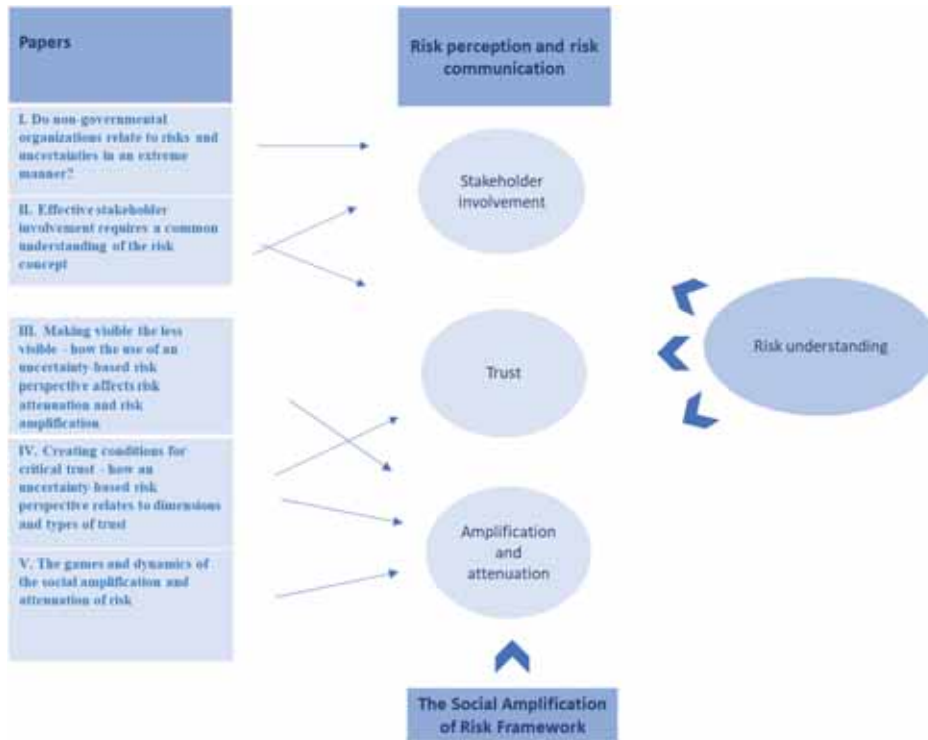 Papers
I. Do non-governmental
organizations relate to risks and
uncertainties in an extreme
manner?
II. Effective stakeholder
involvement requires a common
understanding of the risk
concept
III. Making visible the less
visible - how the use of an
uncertainty-based risk
perspective affects risk
attenuation and risk
amplification
IV. Creating conditions for
critical trust - how an
uncertainty-based risk
perspective relates to dimensions
and types of trust
V. The games and dynamics of
the social amplification and
attenuation of risk
Risk perception and risk
communication
Stakeholder
involvement
Trust
Amplification
and
attenuation
The Social Amplification
of Risk Framework
Risk understanding